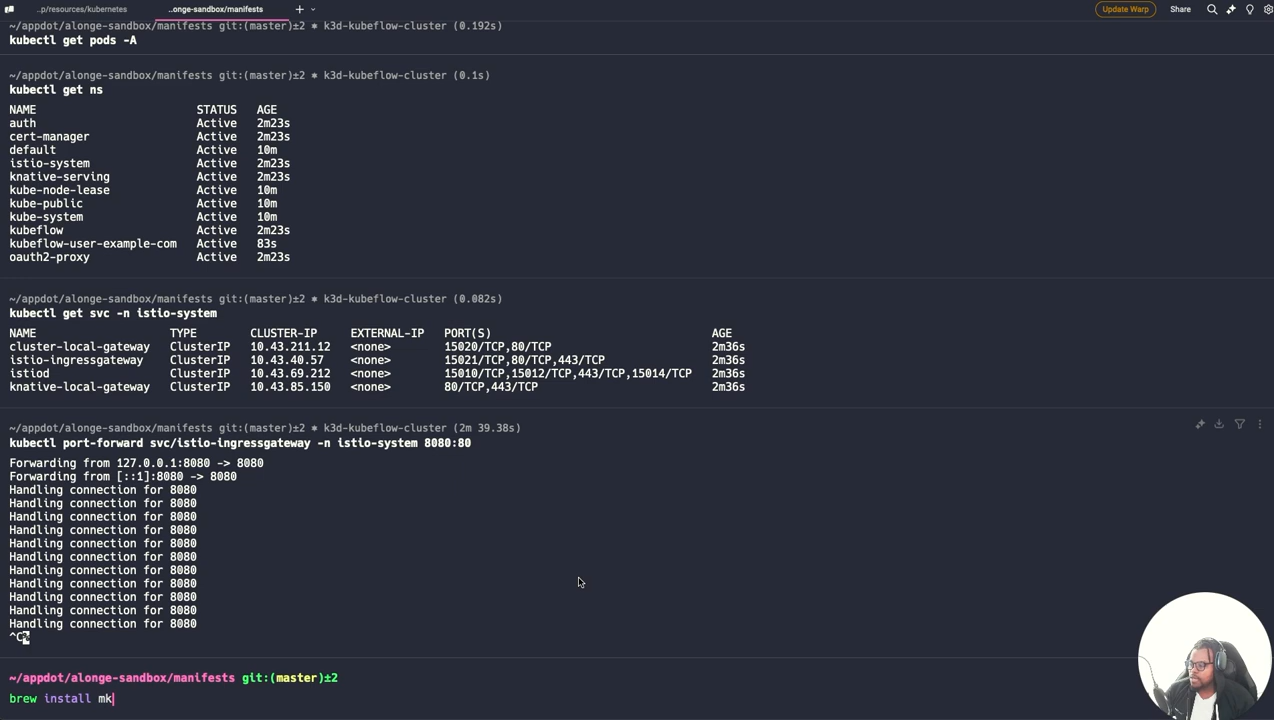 ..p/resources/kubernetes
..onge-sandbox/manifests
Update Warp
Share
~/appdot/alonge-sandbox/manifests git:(master)±2 ⎈ k3d-kubeflow-cluster (0.192s)
kubectl get pods -A
~/appdot/alonge-sandbox/manifests git:(master)±2 ⎈ k3d-kubeflow-cluster (0.1s)
kubectl get ns
NAME STATUS AGE
auth Active 2m23s
cert-manager Active 2m23s
default Active 10m
istio-system Active 2m23s
knative-serving Active 2m23s
kube-node-lease Active 10m
kube-public Active 10m
kube-system Active 10m
kubeflow Active 2m23s
kubeflow-user-example-com Active 83s
oauth2-proxy Active 2m23s
~/appdot/alonge-sandbox/manifests git:(master)±2 ⎈ k3d-kubeflow-cluster (0.082s)
kubectl get svc -n istio-system
NAME TYPE CLUSTER-IP EXTERNAL-IP PORT(S) AGE
cluster-local-gateway ClusterIP 10.43.211.12 <none> 15020/TCP,80/TCP 2m36s
istio-ingressgateway ClusterIP 10.43.40.57 <none> 15021/TCP,80/TCP,443/TCP 2m36s
istiod ClusterIP 10.43.69.212 <none> 15010/TCP,15012/TCP,443/TCP,15014/TCP 2m36s
knative-local-gateway ClusterIP 10.43.85.150 <none> 80/TCP,443/TCP 2m36s
~/appdot/alonge-sandbox/manifests git:(master)±2 ⎈ k3d-kubeflow-cluster (2m 39.38s)
kubectl port-forward svc/istio-ingressgateway -n istio-system 8080:80
Forwarding from 127.0.0.1:8080 -> 8080
Forwarding from [::1]:8080 -> 8080
Handling connection for 8080
Handling connection for 8080
Handling connection for 8080
Handling connection for 8080
Handling connection for 8080
Handling connection for 8080
Handling connection for 8080
Handling connection for 8080
Handling connection for 8080
Handling connection for 8080
Handling connection for 8080
^C%
~/appdot/alonge-sandbox/manifests git:(master)±2
brew install mk